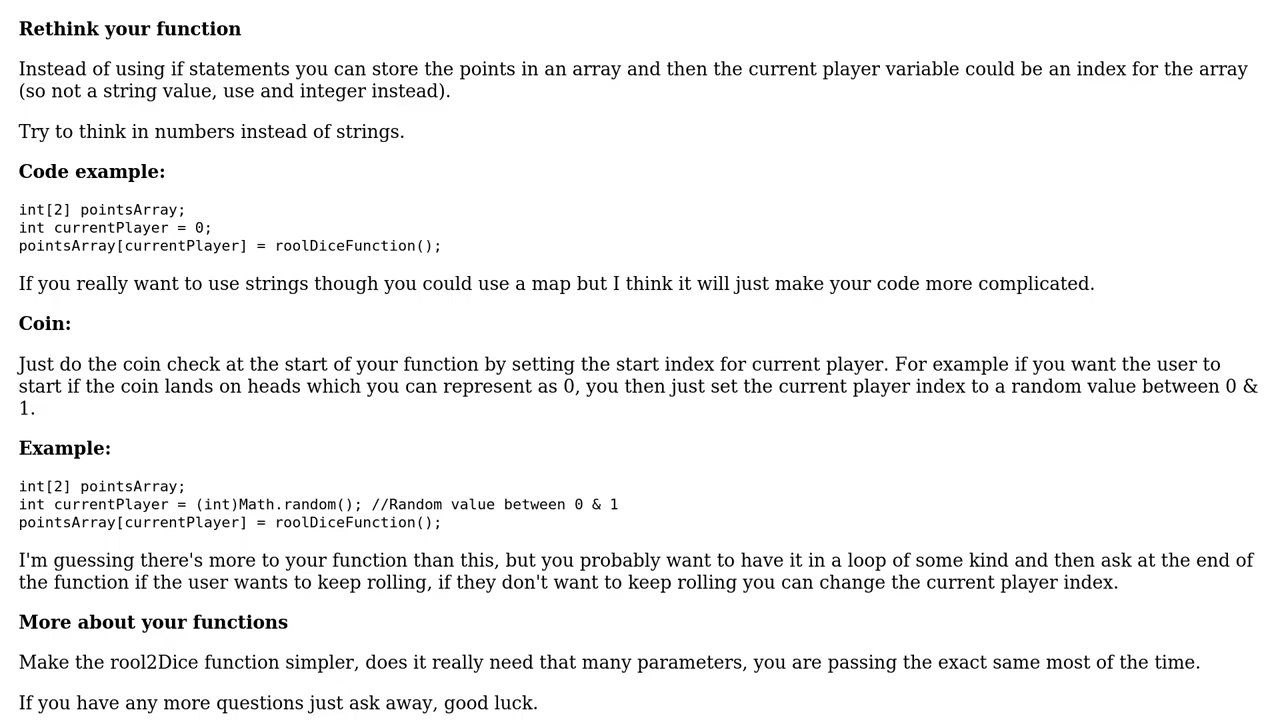 Rethink your function
Instead of using if statements you can store the points in an array and then the current player variable could be an index for the array
(so not a string value, use and integer instead).
Try to think in numbers instead of strings.
Code example:
int[2] pointsArray;
int currentPlayer = 0;
pointsArray[currentPlayer] = roolDiceFunction();
If you really want to use strings though you could use a map but I think it will just make your code more complicated.
Coin:
Just do the coin check at the start of your function by setting the start index for current player. For example if you want the user to
start if the coin lands on heads which you can represent as 0, you then just set the current player index to a random value between 0 &
1.
Example:
int[2] pointsArray;
int currentPlayer = (int)Math.random(); //Random value between 0 & 1
pointsArray[currentPlayer] = roolDiceFunction();
I'm guessing there's more to your function than this, but you probably want to have it in a loop of some kind and then ask at the end of
the function if the user wants to keep rolling, if they don't want to keep rolling you can change the current player index.
More about your functions
Make the rool2Dice function simpler, does it really need that many parameters, you are passing the exact same most of the time.
If you have any more questions just ask away, good luck.